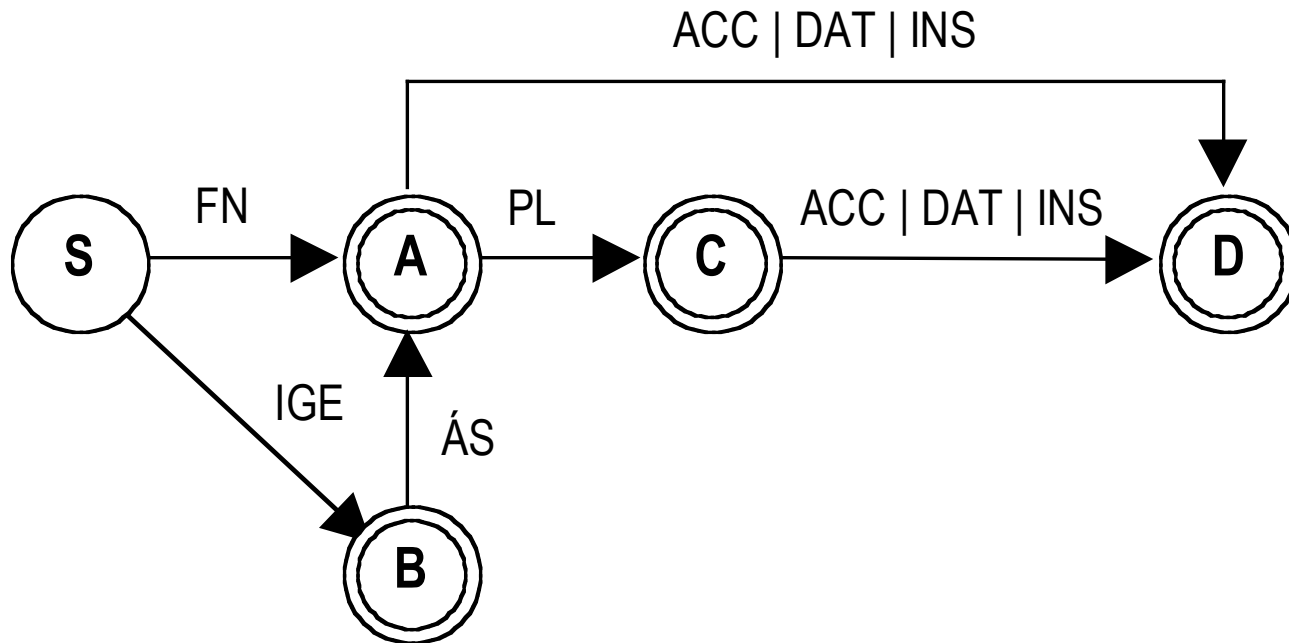 ACC | DAT | INS
FN
PL
ACC | DAT | INS
S
A
C
D
IGE
ÁS
B